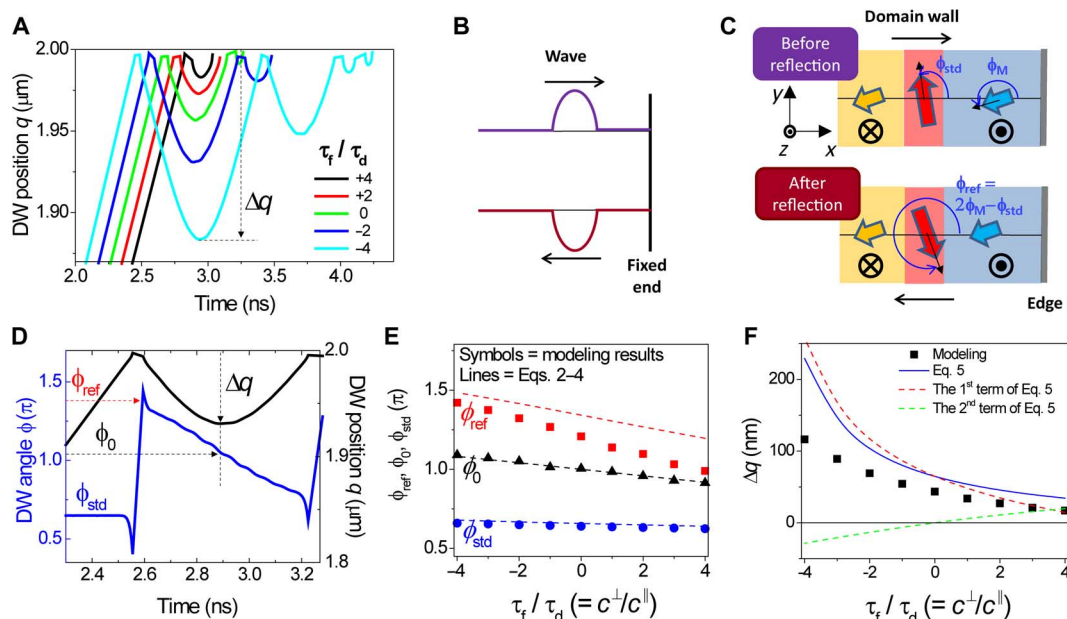 A
DW position q (μm)
2.00
1.95
1.90
2.0
2.5
3.0
3.5
4.0
Time (ns)
τf / τd
+4
+2
0
−2
−4
Δq
B
Wave
Fixed
end
C
Domain wall
Before
reflection
ϕstd
ϕM
y
z
x
After
reflection
ϕref =
2ϕM−ϕstd
Edge
D
DW angle ϕ (π)
1.5
1.0
0.5
ϕref
ϕ0
ϕstd
Δq
2.0
1.9
1.8
DW position q (μm)
2.4
2.6
2.8
3.0
3.2
Time (ns)
E
Symbols = modeling results
Lines = Eqs. 2–4
ϕref, ϕ0, ϕstd (π)
1.5
1.0
0.5
ϕref
ϕ0
ϕstd
−4
−2
0
2
4
τf / τd (= c⊥/c∥)
F
Δq (nm)
200
100
0
Modeling
Eq. 5
The 1st term of Eq. 5
The 2nd term of Eq. 5
−4
−2
0
2
4
τf / τd (= c⊥/c∥)